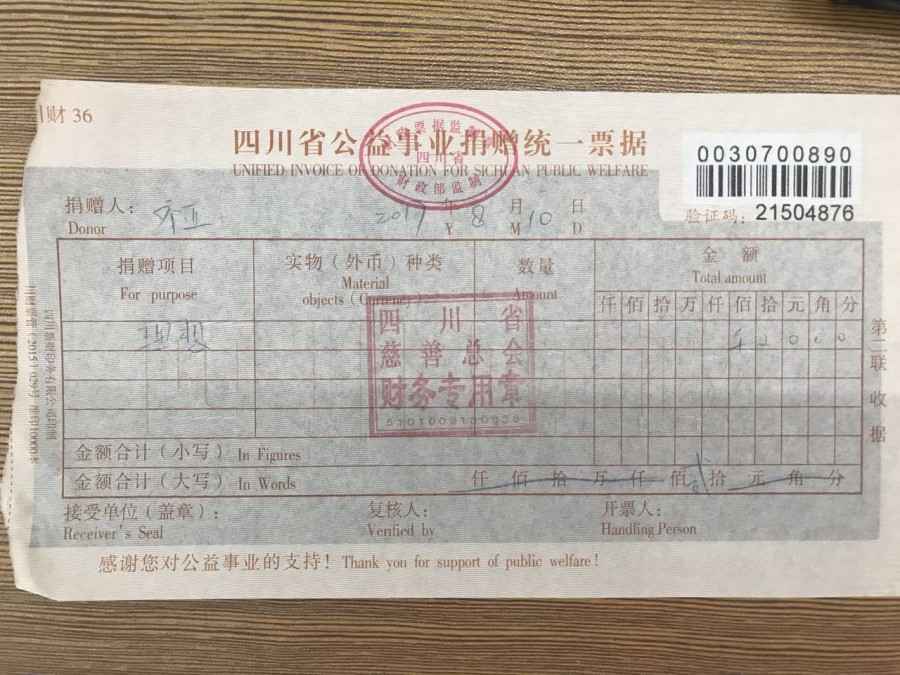 财 36
四川省公益事业捐赠统一票据
UNIFIED INVOICE OF DONATION FOR SICHUAN PUBLIC WELFARE
四川省
财政部监制
0030700890
验证码：21504876
捐赠人：
Donor
2017 年 8 月 10 日
Y M D
捐赠项目
For purpose
实物（外币）种类
Material
objects (Currency)
数量
Amount
金 额
Total amount
仟 佰 拾 万 仟 佰 拾 元 角 分
理想
¥ 2 0 0 0
四川省
慈善总会
财务专用章
金额合计（小写） In Figures
金额合计（大写） In Words
仟 佰 拾 万 仟 佰 贰 拾 元 角 分
接受单位（盖章）：
Receiver's Seal
复核人：
Verified by
开票人：
Handling Person
感谢您对公益事业的支持！ Thank you for support of public welfare!
第二联 收据